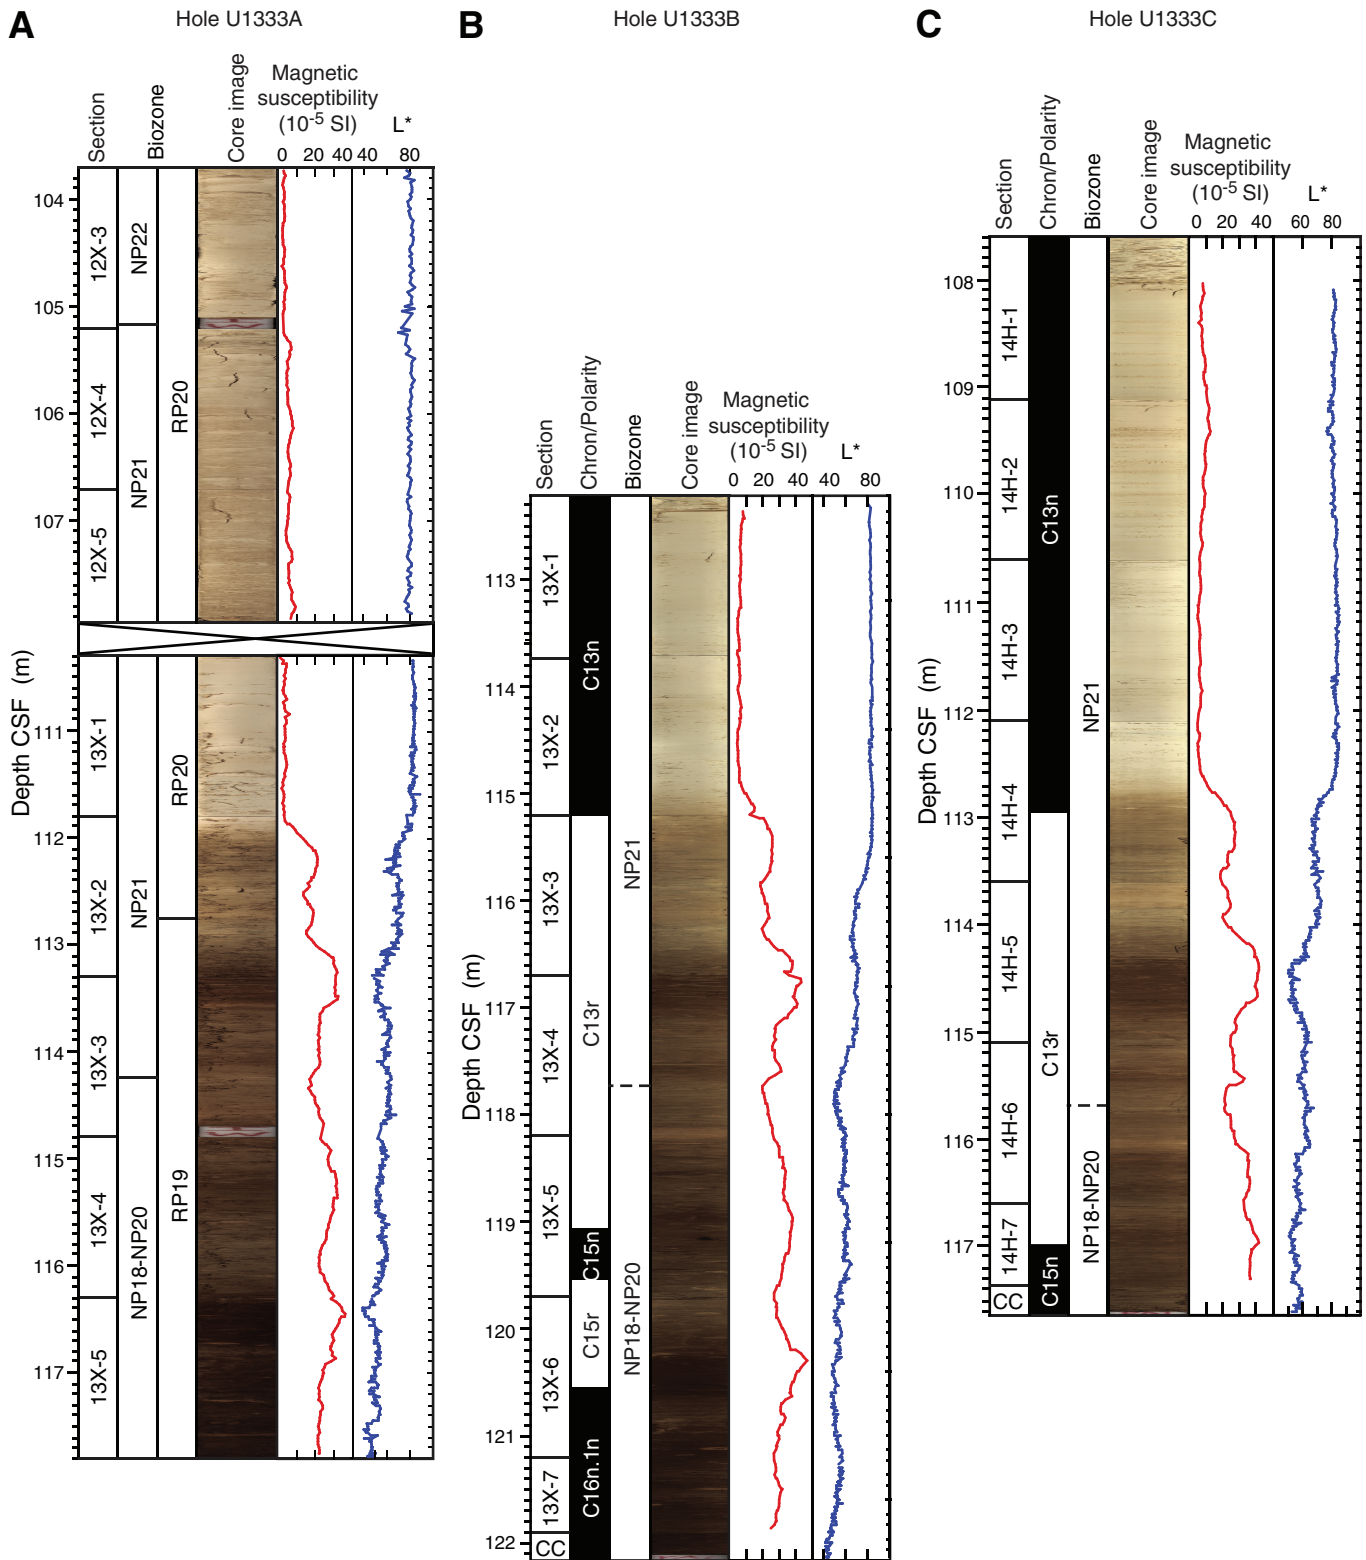 A
Hole U1333A
Section
Biozone
Core image
Magnetic
susceptibility
(10-5 SI)
L*
0 20 40 40 80
Depth CSF (m)
104
105
106
107
111
112
113
114
115
116
117
12X-3
12X-4
12X-5
13X-1
13X-2
13X-3
13X-4
13X-5
NP22
NP21
NP21
NP18-NP20
RP20
RP20
RP19
B
Hole U1333B
Section
Chron/Polarity
Biozone
Core image
Magnetic
susceptibility
(10-5 SI)
L*
0 20 40 40 80
Depth CSF (m)
113
114
115
116
117
118
119
120
121
122
13X-1
13X-2
13X-3
13X-4
13X-5
13X-6
13X-7
CC
C13n
C13r
C15n
C15r
C16n.1n
NP21
NP18-NP20
C
Hole U1333C
Section
Chron/Polarity
Biozone
Core image
Magnetic
susceptibility
(10-5 SI)
L*
0 20 40 60 80
Depth CSF (m)
108
109
110
111
112
113
114
115
116
117
14H-1
14H-2
14H-3
14H-4
14H-5
14H-6
14H-7
CC
C13n
C13r
C15n
NP21
NP18-NP20